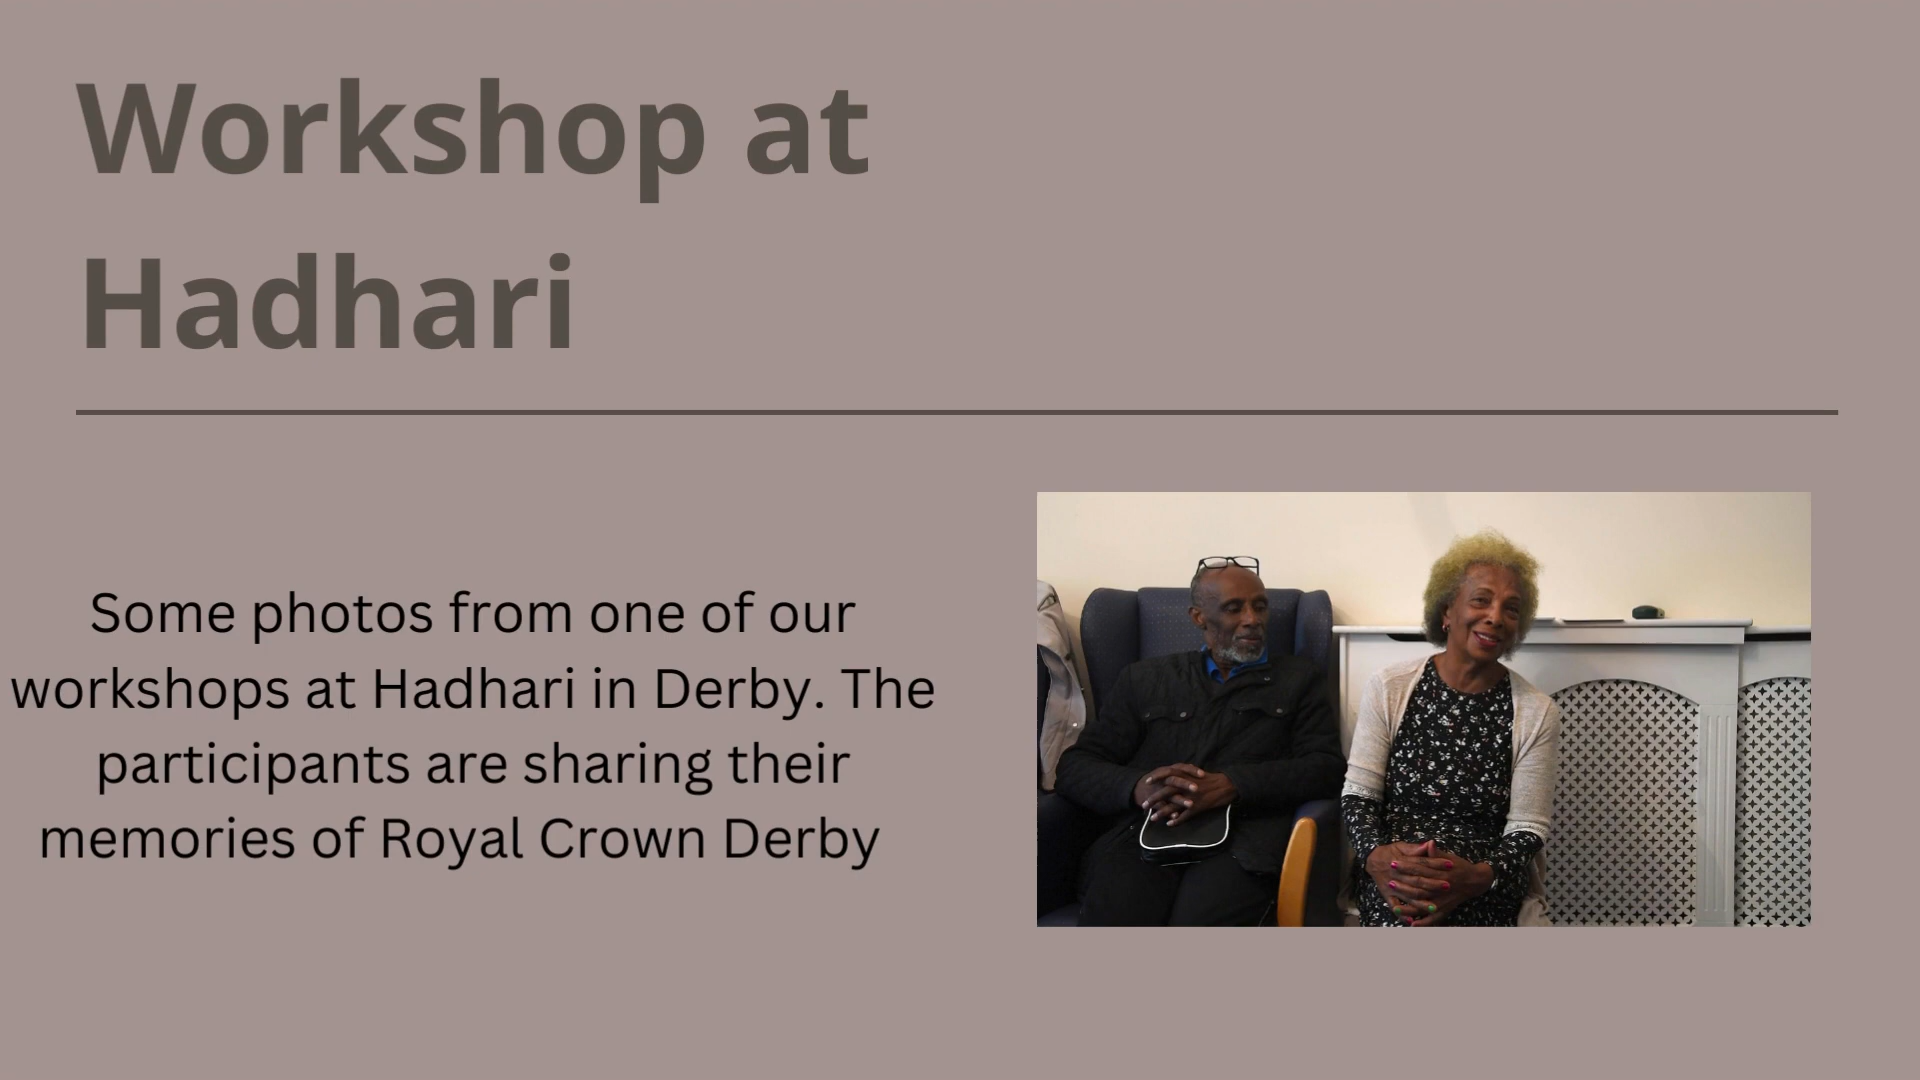 Workshop at
Hadhari
Some photos from one of our
workshops at Hadhari in Derby. The
participants are sharing their
memories of Royal Crown Derby